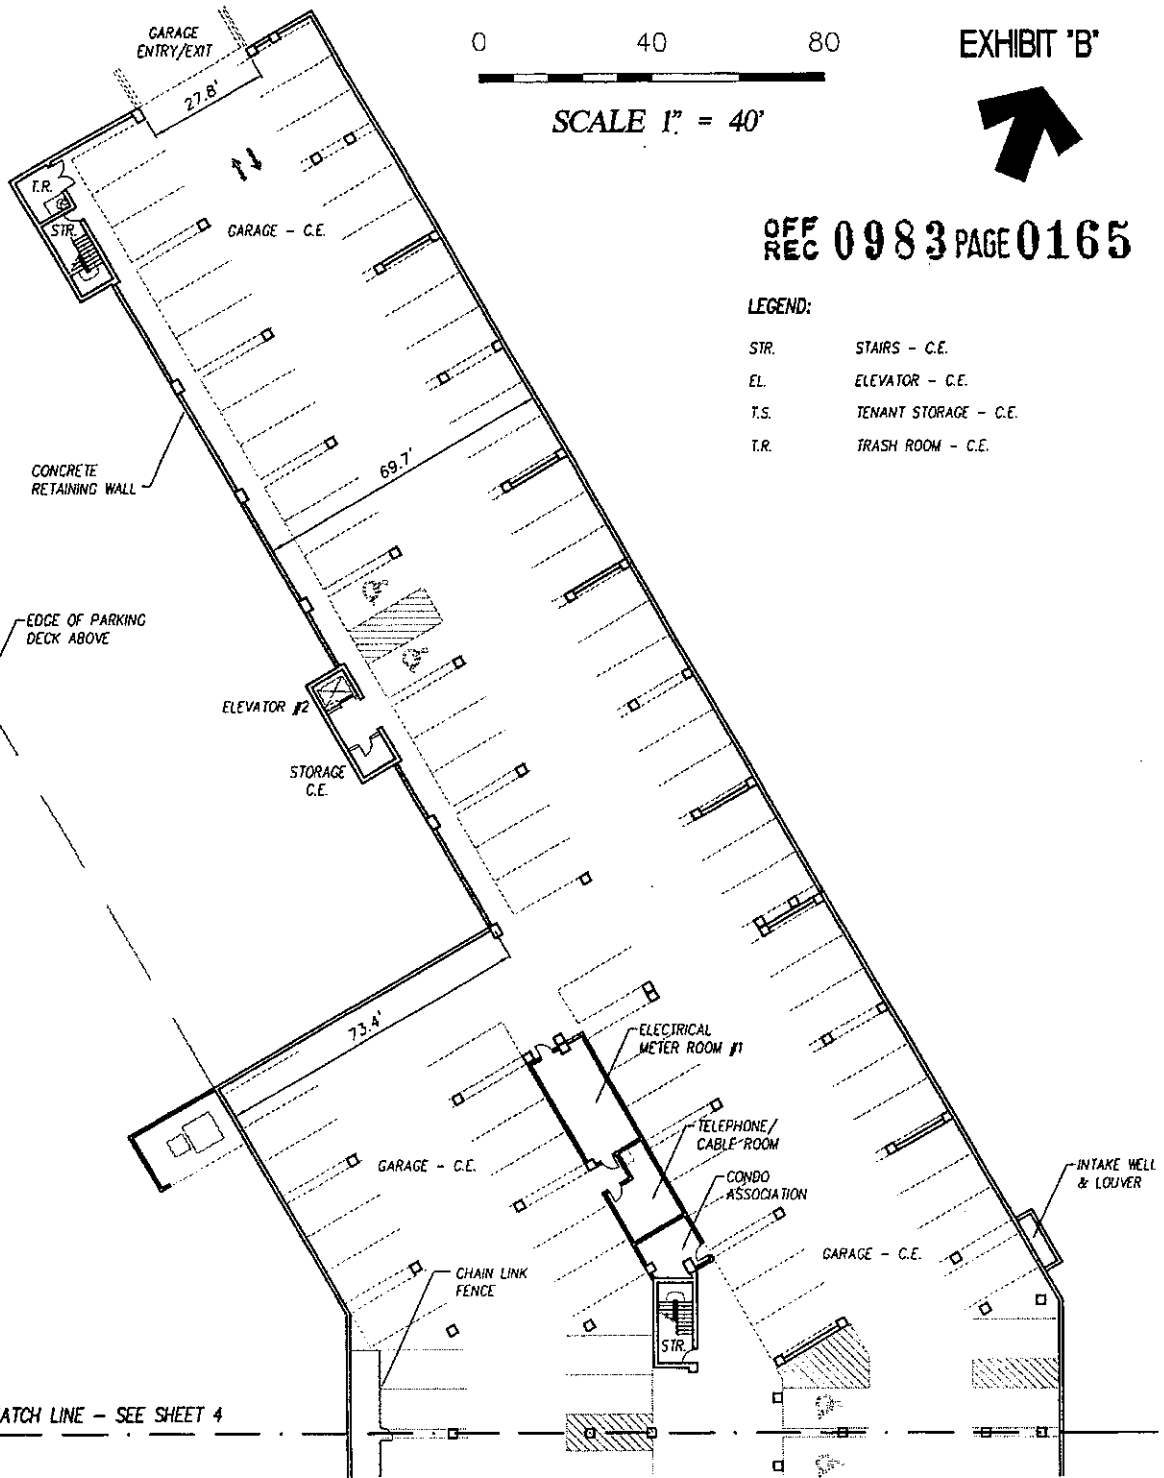 GARAGE
ENTRY/EXIT
0 40 80
SCALE 1" = 40'
EXHIBIT "B"
27.8'
OFF
REC 0983 PAGE 0165
T.R.
STR.
GARAGE - C.E.
LEGEND:
STR. STAIRS - C.E.
EL. ELEVATOR - C.E.
T.S. TENANT STORAGE - C.E.
T.R. TRASH ROOM - C.E.
CONCRETE
RETAINING WALL
69.7'
EDGE OF PARKING
DECK ABOVE
ELEVATOR #2
STORAGE
C.E.
73.4'
ELECTRICAL
METER ROOM #1
TELEPHONE/
CABLE ROOM
GARAGE - C.E.
CONDO
ASSOCIATION
INTAKE WELL
& LOUVER
GARAGE - C.E.
CHAIN LINK
FENCE
STR.
ATCH LINE - SEE SHEET 4